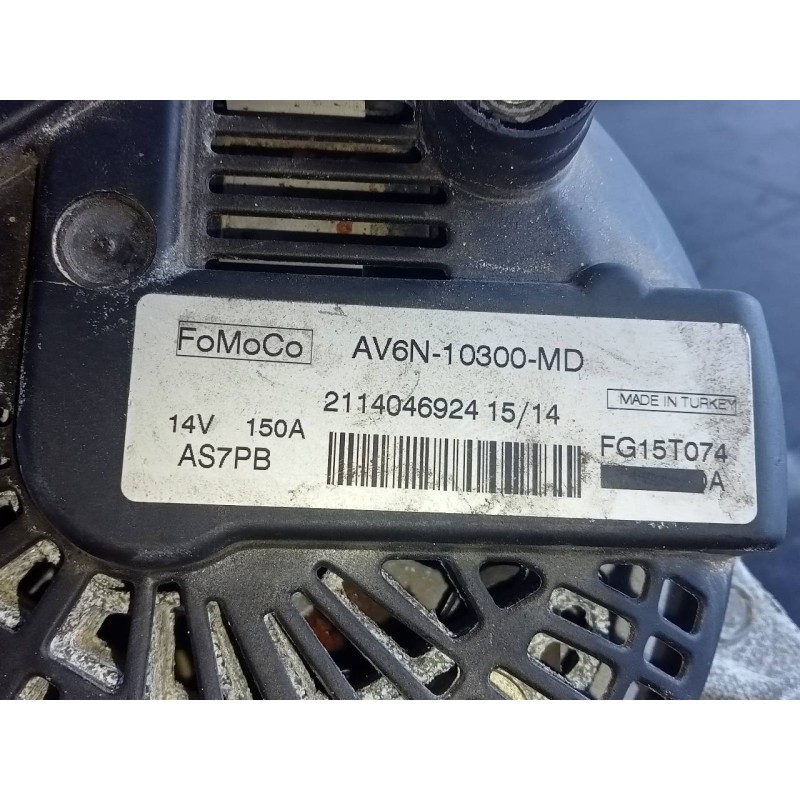 FoMoCo AV6N-10300-MD
MADE IN TURKEY
2114046924 15/14
14V 150A
AS7PB
FG15T074
A